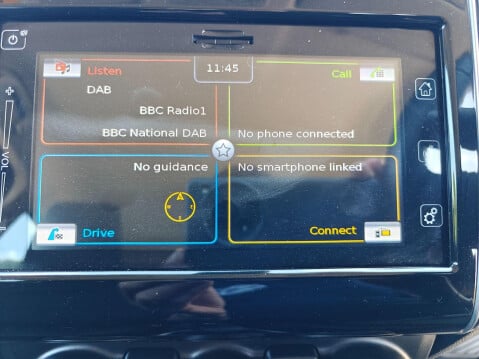 Listen
11:45
Call
DAB
BBC Radio1
BBC National DAB
No phone connected
No guidance
No smartphone linked
Drive
Connect
VOL